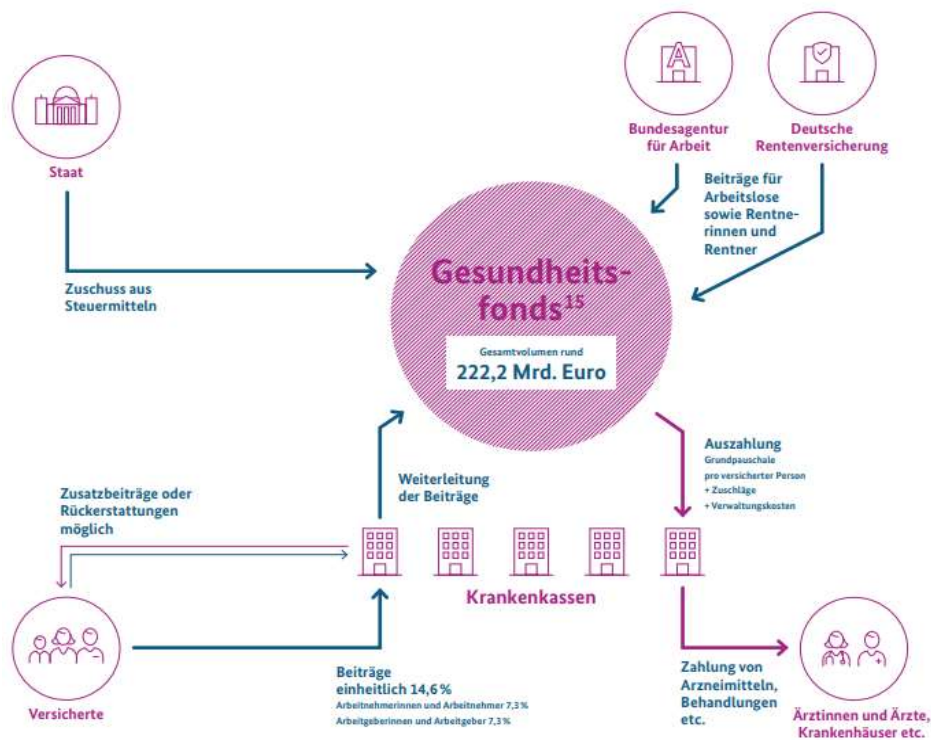 Staat
Bundesagentur
für Arbeit
Deutsche
Rentenversicherung
Beiträge für
Arbeitslose
sowie Rentne-
rinnen und
Rentner
Zuschuss aus
Steuermitteln
Gesundheits-
fonds¹⁵
Gesamtvolumen rund
222,2 Mrd. Euro
Auszahlung
Grundpauschale
pro versicherter Person
+ Zuschläge
+ Verwaltungskosten
Weiterleitung
der Beiträge
Zusatzbeiträge oder
Rückerstattungen
möglich
Krankenkassen
Versicherte
Beiträge
einheitlich 14,6 %
Arbeitnehmerinnen und Arbeitnehmer 7,3 %
Arbeitgeberinnen und Arbeitgeber 7,3 %
Zahlung von
Arzneimitteln,
Behandlungen
etc.
Ärztinnen und Ärzte,
Krankenhäuser etc.
A